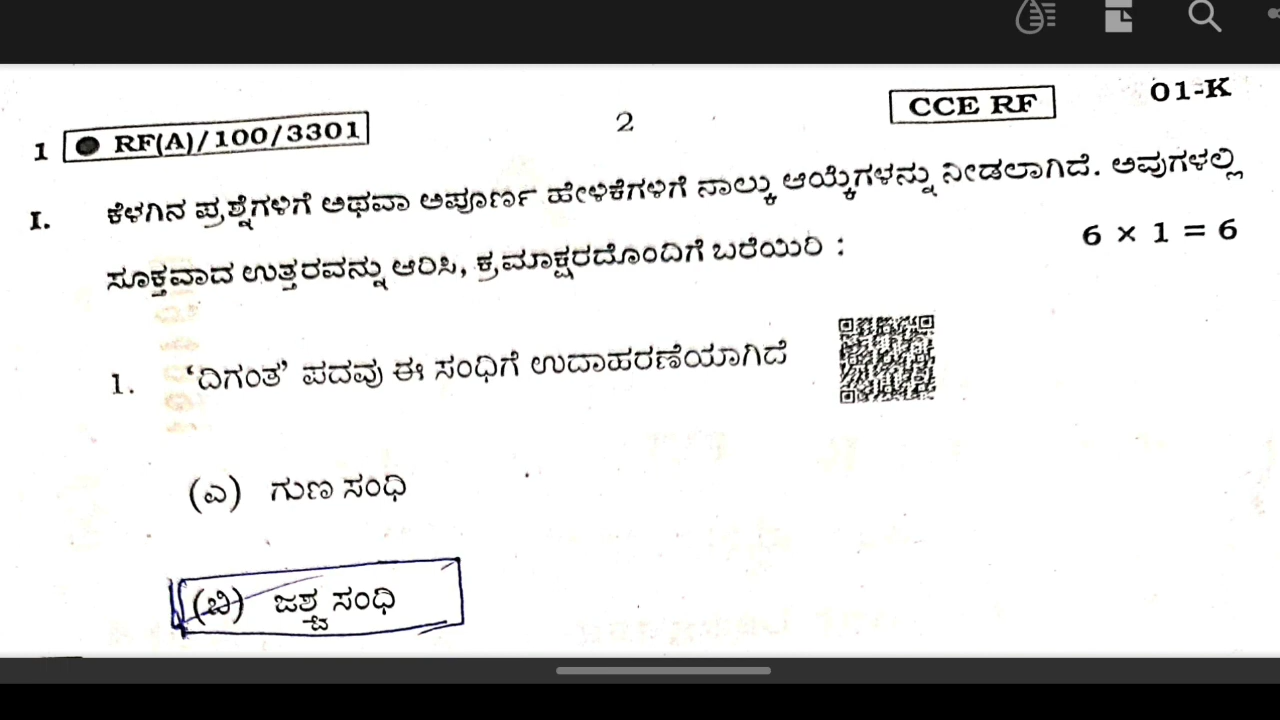 1 RF(A)/100/3301 2 CCE RF 01-K
I. ಕೆಳಗಿನ ಪ್ರಶ್ನೆಗಳಿಗೆ ಅಥವಾ ಅಪೂರ್ಣ ಹೇಳಿಕೆಗಳಿಗೆ ನಾಲ್ಕು ಆಯ್ಕೆಗಳನ್ನು ನೀಡಲಾಗಿದೆ. ಅವುಗಳಲ್ಲಿ
ಸೂಕ್ತವಾದ ಉತ್ತರವನ್ನು ಆರಿಸಿ, ಕ್ರಮಾಕ್ಷರದೊಂದಿಗೆ ಬರೆಯಿರಿ : 6 × 1 = 6
1. ‘ದಿಗಂತ’ ಪದವು ಈ ಸಂಧಿಗೆ ಉದಾಹರಣೆಯಾಗಿದೆ
(ಎ) ಗುಣ ಸಂಧಿ
(ಬಿ) ಜಶ್ತ್ವ ಸಂಧಿ